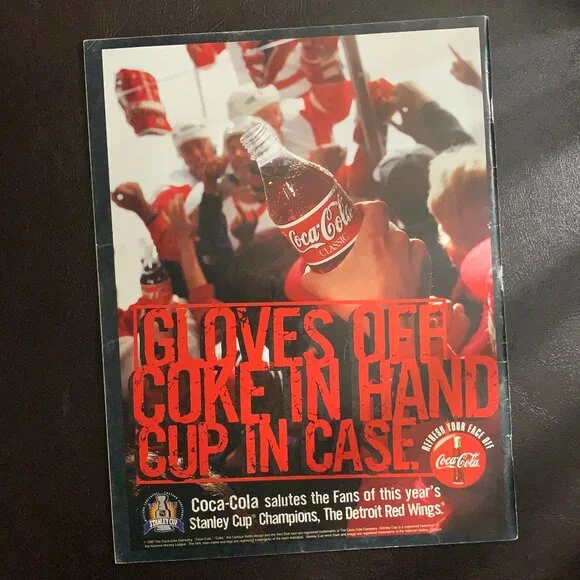 Coca-Cola
CLASSIC
GLOVES OFF.
COKE IN HAND
CUP IN CASE.
REFRESH YOUR FACE OFF
Coca-Cola
STANLEY CUP
Coca-Cola salutes the Fans of this year's
Stanley Cup® Champions, The Detroit Red Wings.®